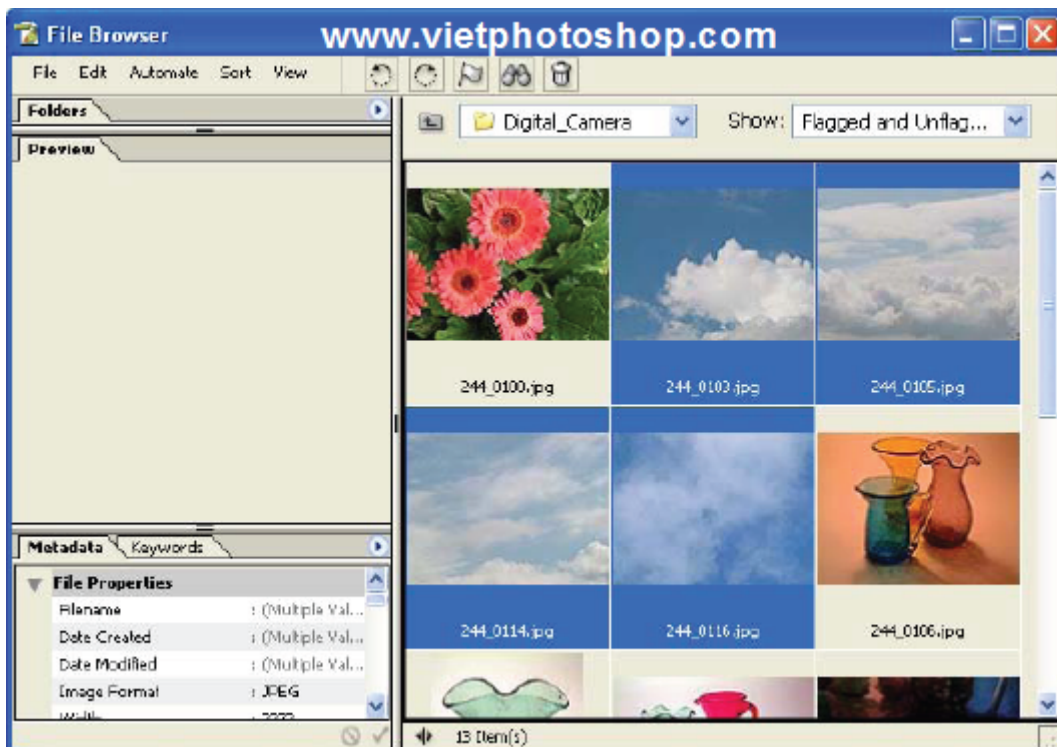 File Browser
www.vietphotoshop.com
File Edit Automate Sort View
Folders
Digital_Camera
Show: Flagged and Unflag...
Preview
244_0100.jpg
244_0103.jpg
244_0105.jpg
Metadata
Keywords
File Properties
Filename : (Multiple Val...
Date Created : (Multiple Val...
Date Modified : (Multiple Val...
Image Format : JPEG
244_0114.jpg
244_0116.jpg
244_0106.jpg
13 Item(s)